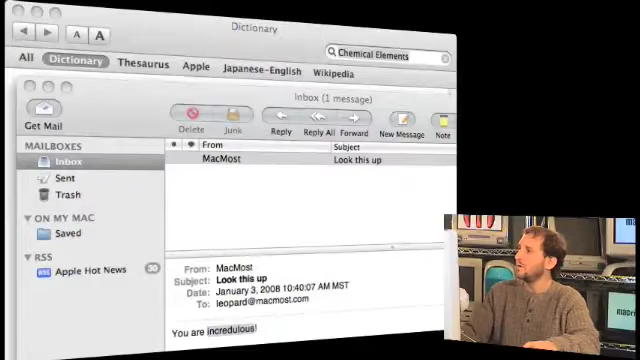 Dictionary
A A
Chemical Elements
All Dictionary Thesaurus Apple Japanese-English Wikipedia
Inbox (1 message)
Get Mail Delete Junk Reply Reply All Forward New Message Note
MAILBOXES
From Subject
Inbox
MacMost Look this up
Sent
Trash
ON MY MAC
Saved
RSS
RSS Apple Hot News
From: MacMost
Subject: Look this up
Date: January 3, 2008 10:40:07 AM MST
To: leopard@macmost.com
You are incredulous!